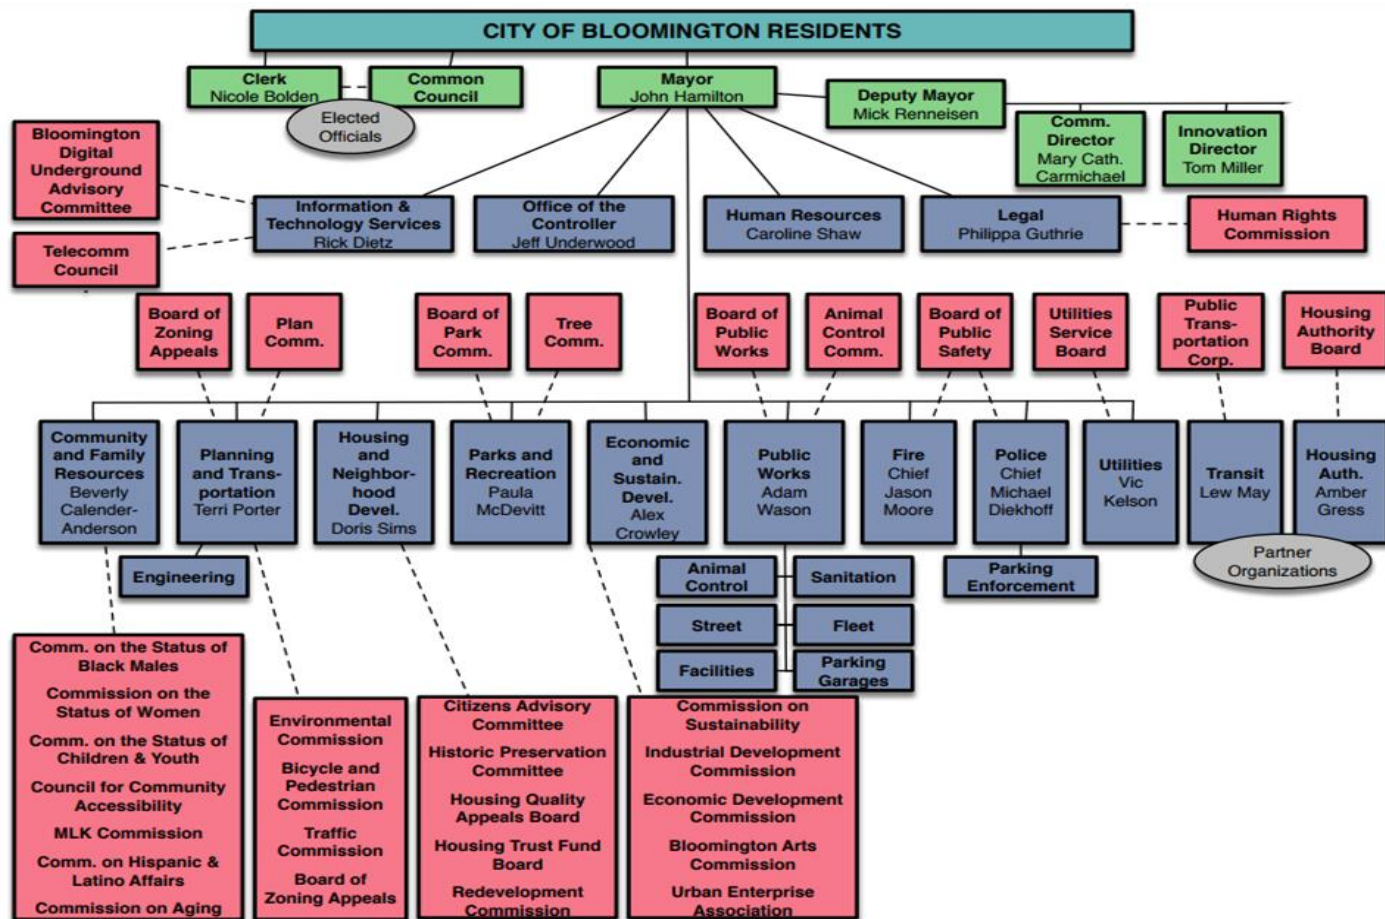 CITY OF BLOOMINGTON RESIDENTS
Clerk
Nicole Bolden
Common
Council
Elected
Officials
Mayor
John Hamilton
Deputy Mayor
Mick Renneisen
Comm.
Director
Mary Cath.
Carmichael
Innovation
Director
Tom Miller
Bloomington
Digital
Underground
Advisory
Committee
Telecomm
Council
Information &
Technology Services
Rick Dietz
Office of the
Controller
Jeff Underwood
Human Resources
Caroline Shaw
Legal
Philippa Guthrie
Human Rights
Commission
Board of
Zoning
Appeals
Plan
Comm.
Board of
Park
Comm.
Tree
Comm.
Board of
Public
Works
Animal
Control
Comm.
Board of
Public
Safety
Utilities
Service
Board
Public
Trans-
portation
Corp.
Housing
Authority
Board
Community
and Family
Resources
Beverly
Calender-
Anderson
Planning
and Trans-
portation
Terri Porter
Housing
and
Neighbor-
hood
Devel.
Doris Sims
Parks and
Recreation
Paula
McDevitt
Economic
and
Sustain.
Devel.
Alex
Crowley
Public
Works
Adam
Wason
Fire
Chief
Jason
Moore
Police
Chief
Michael
Diekhoff
Utilities
Vic
Kelson
Transit
Lew May
Housing
Auth.
Amber
Gress
Partner
Organizations
Engineering
Animal
Control
Sanitation
Street
Fleet
Facilities
Parking
Garages
Parking
Enforcement
Comm. on the Status of
Black Males
Commission on the
Status of Women
Comm. on the Status of
Children & Youth
Council for Community
Accessibility
MLK Commission
Comm. on Hispanic &
Latino Affairs
Commission on Aging
Environmental
Commission
Bicycle and
Pedestrian
Commission
Traffic
Commission
Board of
Zoning Appeals
Citizens Advisory
Committee
Historic Preservation
Committee
Housing Quality
Appeals Board
Housing Trust Fund
Board
Redevelopment
Commission
Commission on
Sustainability
Industrial Development
Commission
Economic Development
Commission
Bloomington Arts
Commission
Urban Enterprise
Association